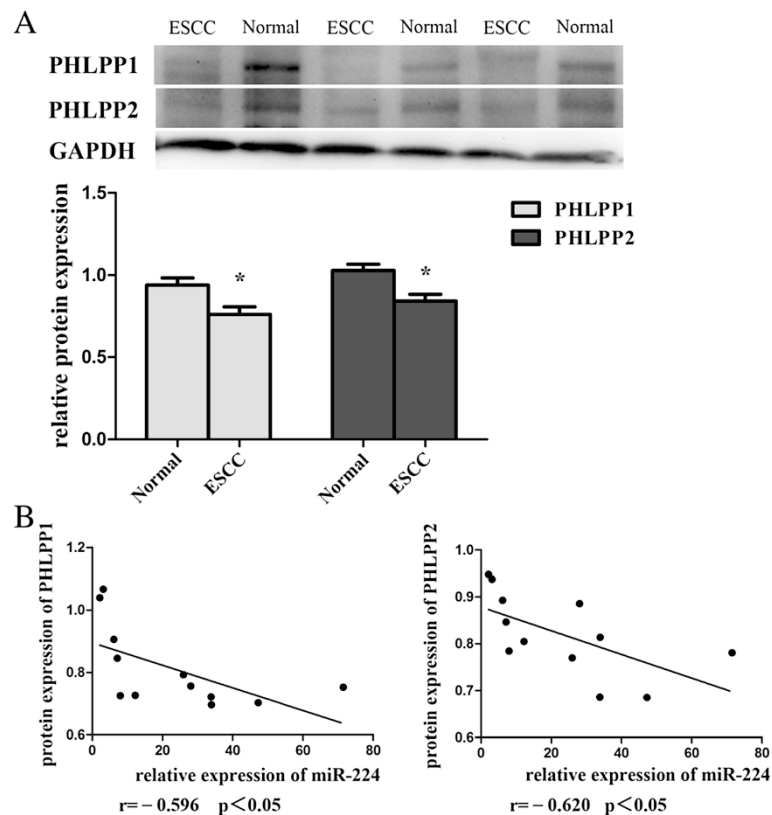 A
ESCC Normal ESCC Normal ESCC Normal
PHLPP1
PHLPP2
GAPDH
relative protein expression
1.5
1.0
0.5
0.0
* *
Normal ESCC Normal ESCC
PHLPP1
PHLPP2
B
protein expression of PHLPP1
1.2
1.0
0.8
0.6
0 20 40 60 80
relative expression of miR-224
r=－0.596 p＜0.05
protein expression of PHLPP2
1.0
0.9
0.8
0.7
0.6
0 20 40 60 80
relative expression of miR-224
r=－0.620 p＜0.05